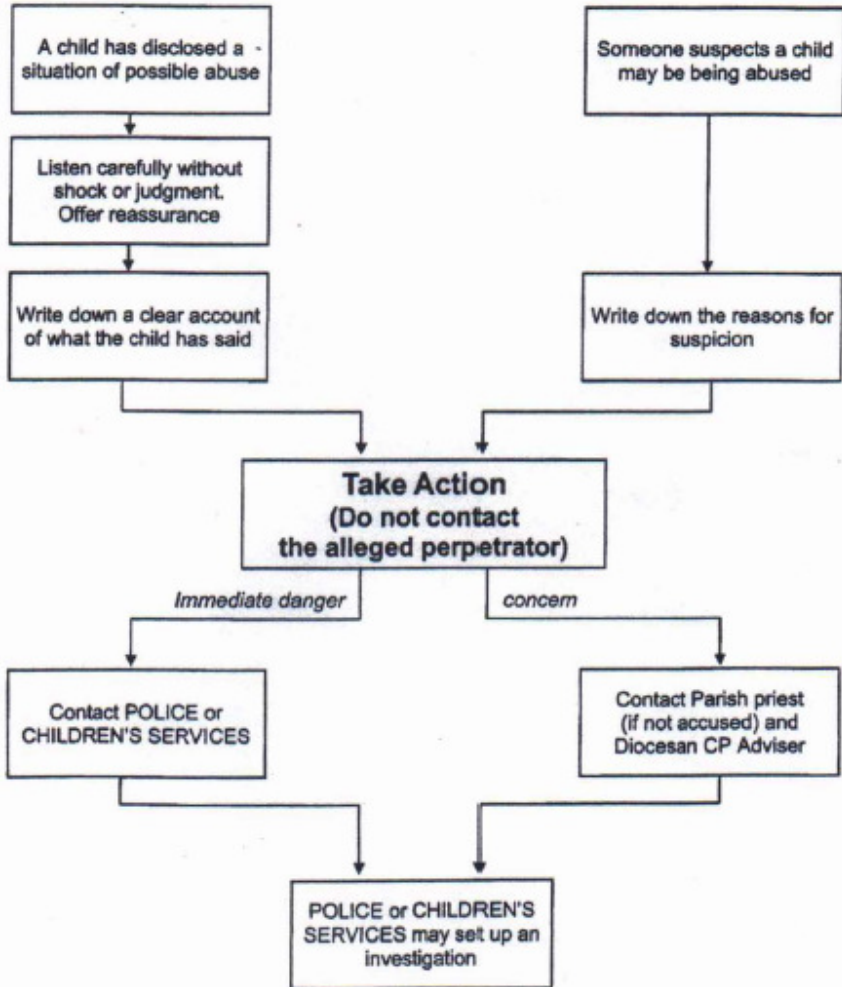 A child has disclosed a
situation of possible abuse
Someone suspects a child
may be being abused
Listen carefully without
shock or judgment.
Offer reassurance
Write down a clear account
of what the child has said
Write down the reasons for
suspicion
Take Action
(Do not contact
the alleged perpetrator)
Immediate danger
concern
Contact POLICE or
CHILDREN'S SERVICES
Contact Parish priest
(if not accused) and
Diocesan CP Adviser
POLICE or CHILDREN'S
SERVICES may set up an
investigation